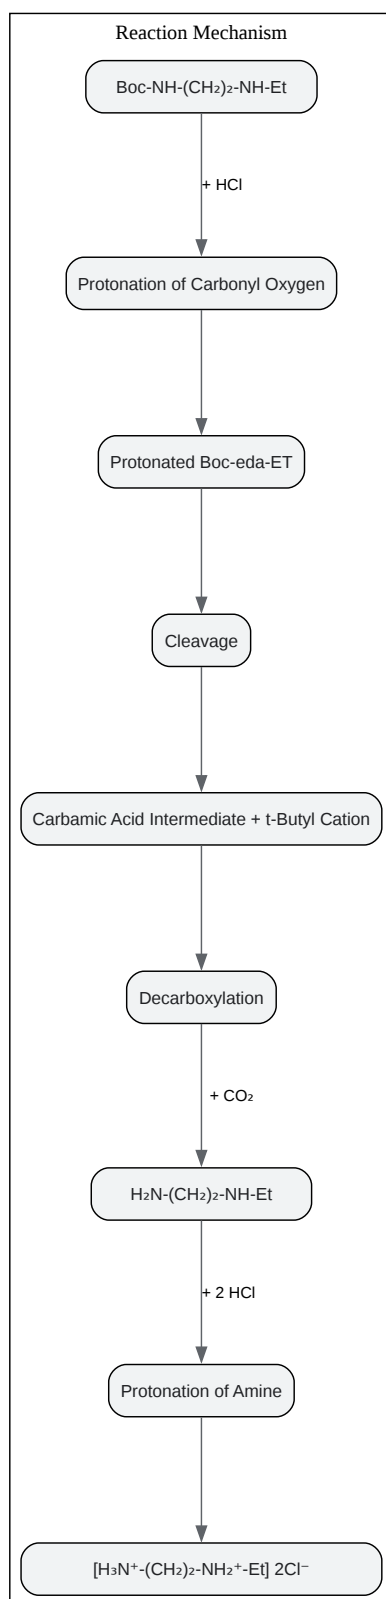 Reaction Mechanism
Boc-NH-(CH₂)₂-NH-Et
+ HCl
Protonation of Carbonyl Oxygen
Protonated Boc-eda-ET
Cleavage
Carbamic Acid Intermediate + t-Butyl Cation
Decarboxylation
+ CO₂
H₂N-(CH₂)₂-NH-Et
+ 2 HCl
Protonation of Amine
[H₃N⁺-(CH₂)₂-NH₂⁺-Et] 2Cl⁻